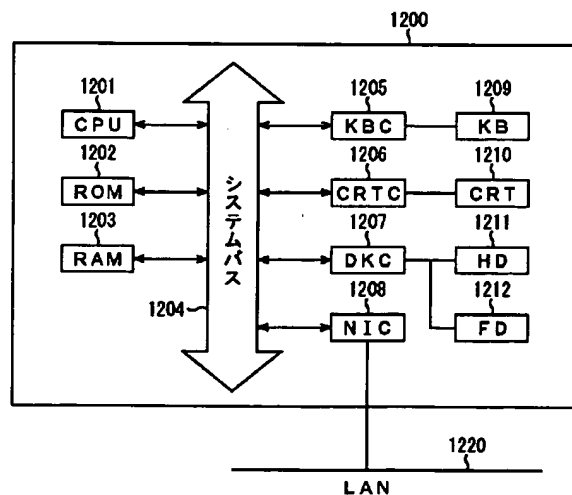 1200
1201
CPU
1202
ROM
1203
RAM
1204
システムバス
1205
KBC
1206
CRTC
1207
DKC
1208
NIC
1209
KB
1210
CRT
1211
HD
1212
FD
1220
LAN